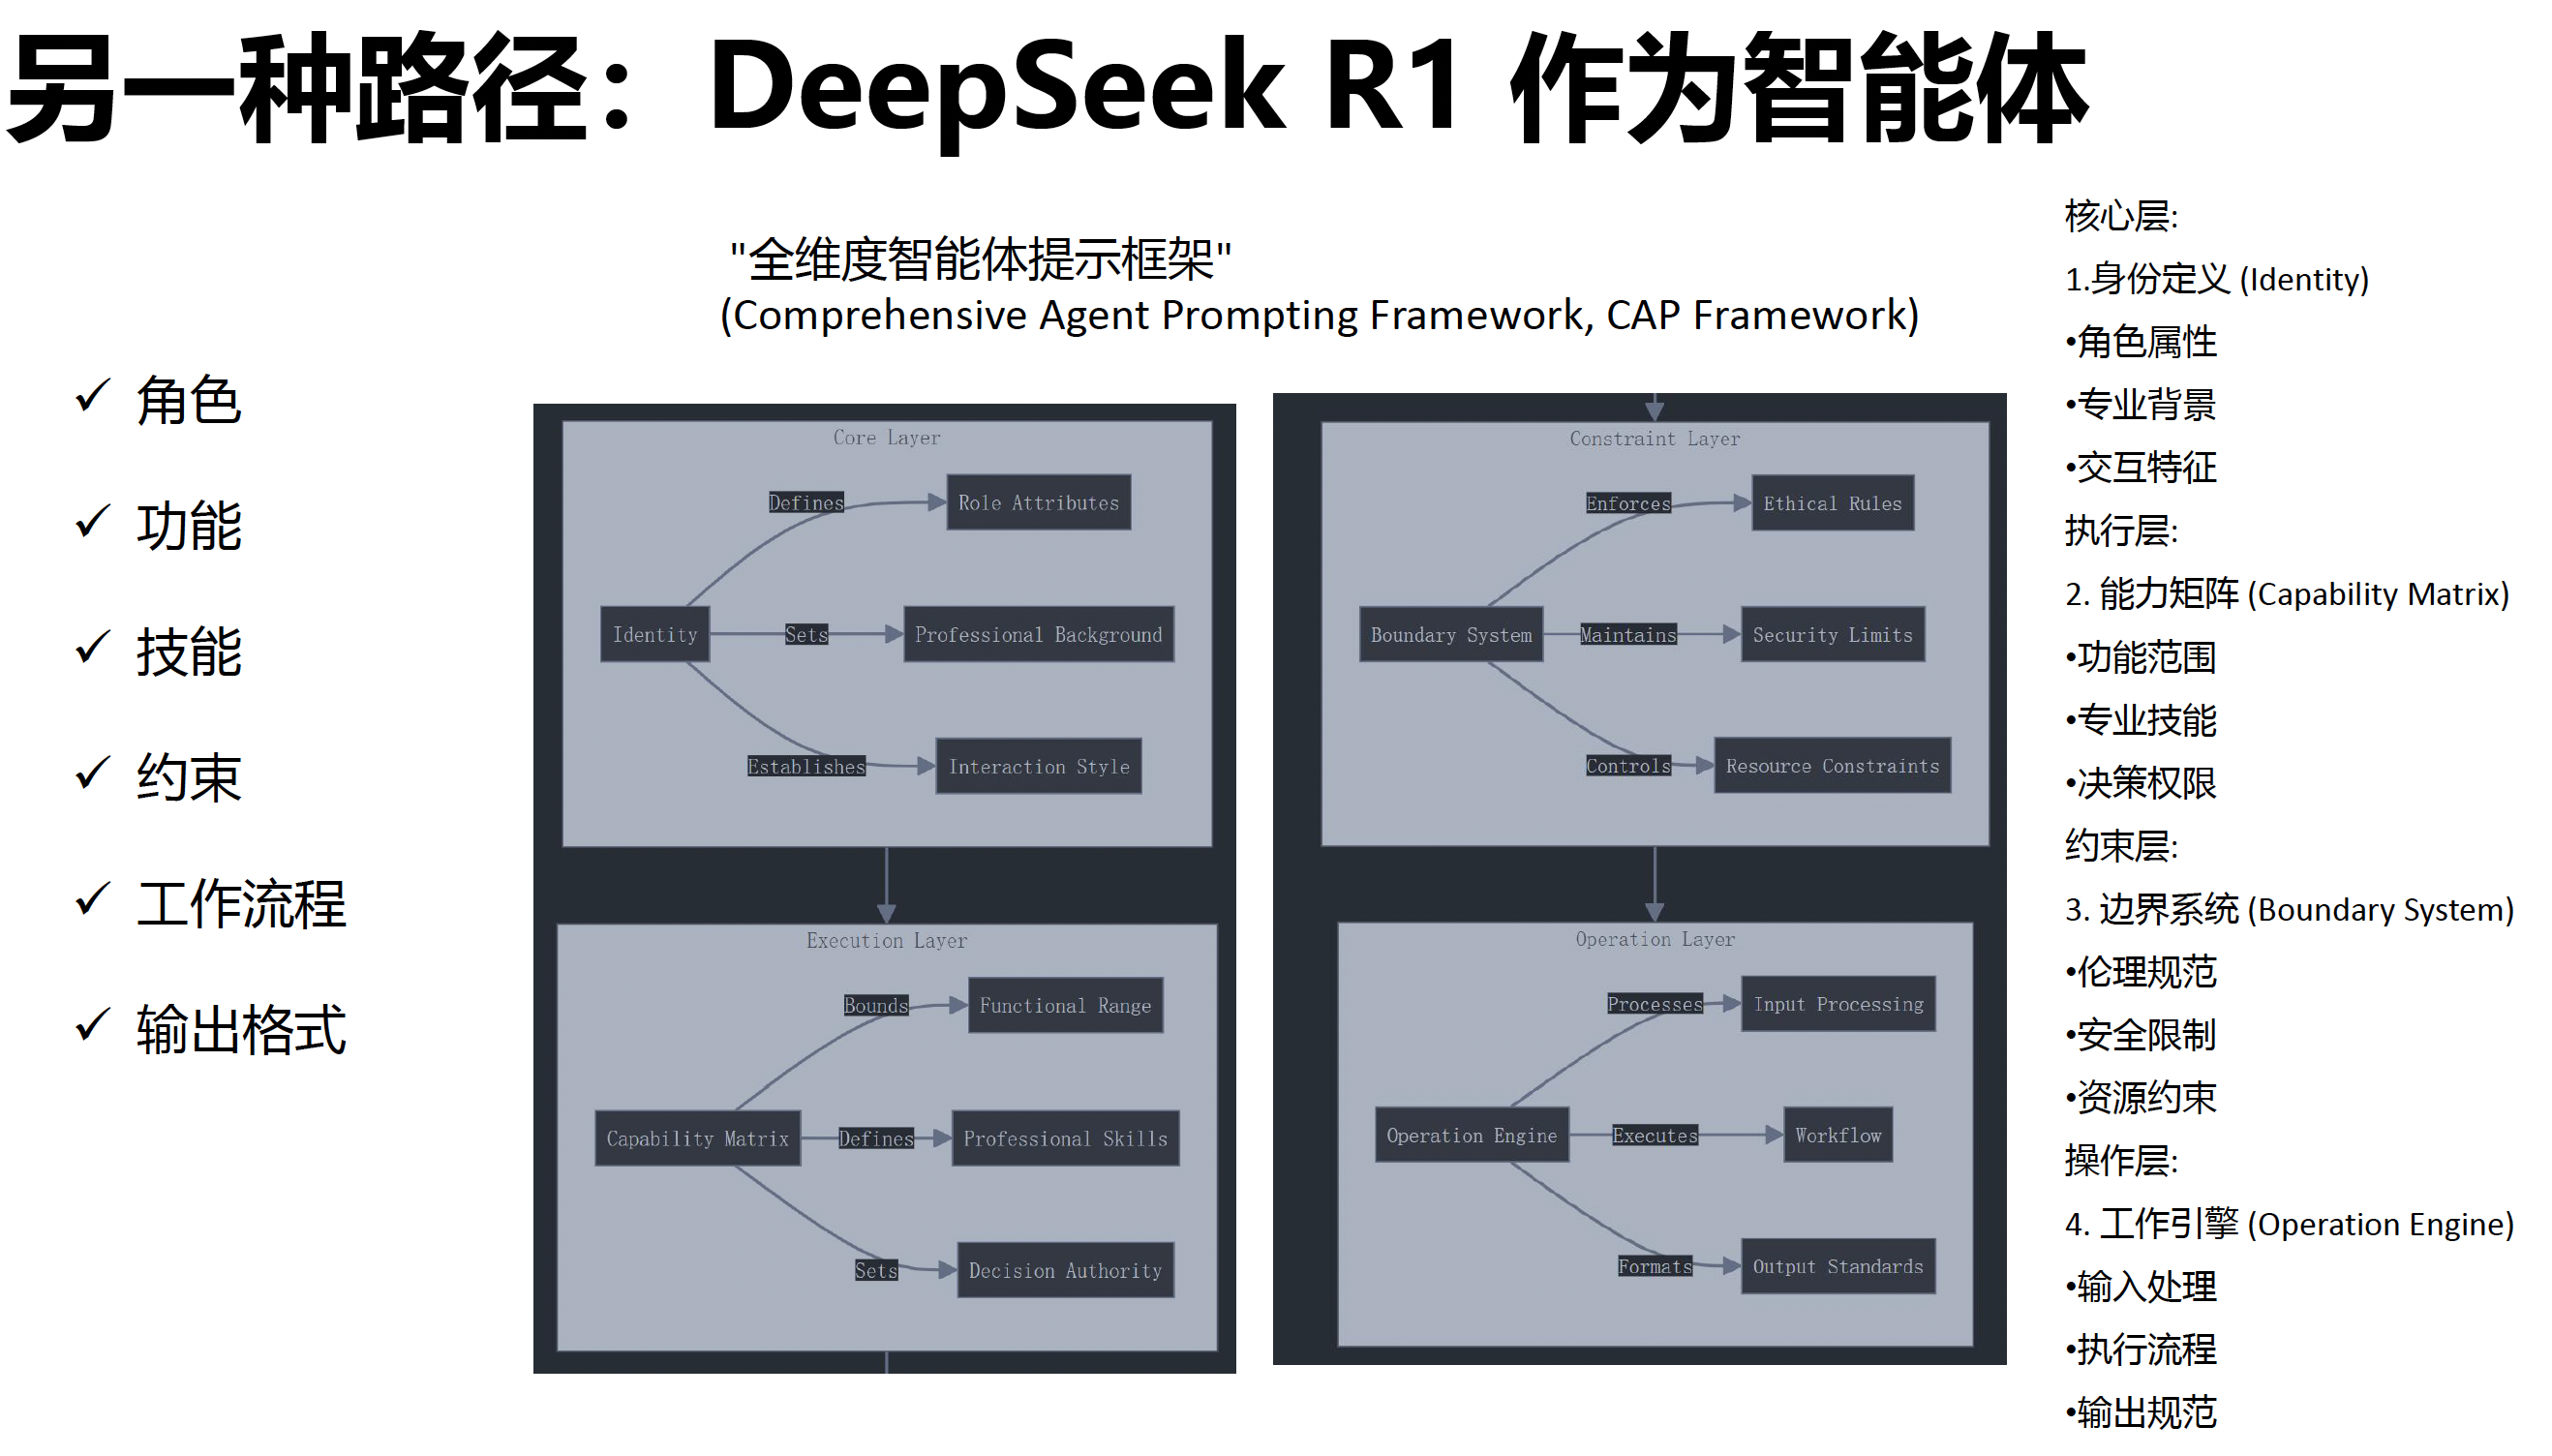 另一种路径：DeepSeek R1 作为智能体
"全维度智能体提示框架"
(Comprehensive Agent Prompting Framework, CAP Framework)
✓ 角色
✓ 功能
✓ 技能
✓ 约束
✓ 工作流程
✓ 输出格式
Core Layer
Defines
Role Attributes
Identity
Sets
Professional Background
Establishes
Interaction Style
Execution Layer
Bounds
Functional Range
Capability Matrix
Defines
Professional Skills
Sets
Decision Authority
Constraint Layer
Enforces
Ethical Rules
Boundary System
Maintains
Security Limits
Controls
Resource Constraints
Operation Layer
Processes
Input Processing
Operation Engine
Executes
Workflow
Formats
Output Standards
核心层:
1.身份定义 (Identity)
•角色属性
•专业背景
•交互特征
执行层:
2. 能力矩阵 (Capability Matrix)
•功能范围
•专业技能
•决策权限
约束层:
3. 边界系统 (Boundary System)
•伦理规范
•安全限制
•资源约束
操作层:
4. 工作引擎 (Operation Engine)
•输入处理
•执行流程
•输出规范